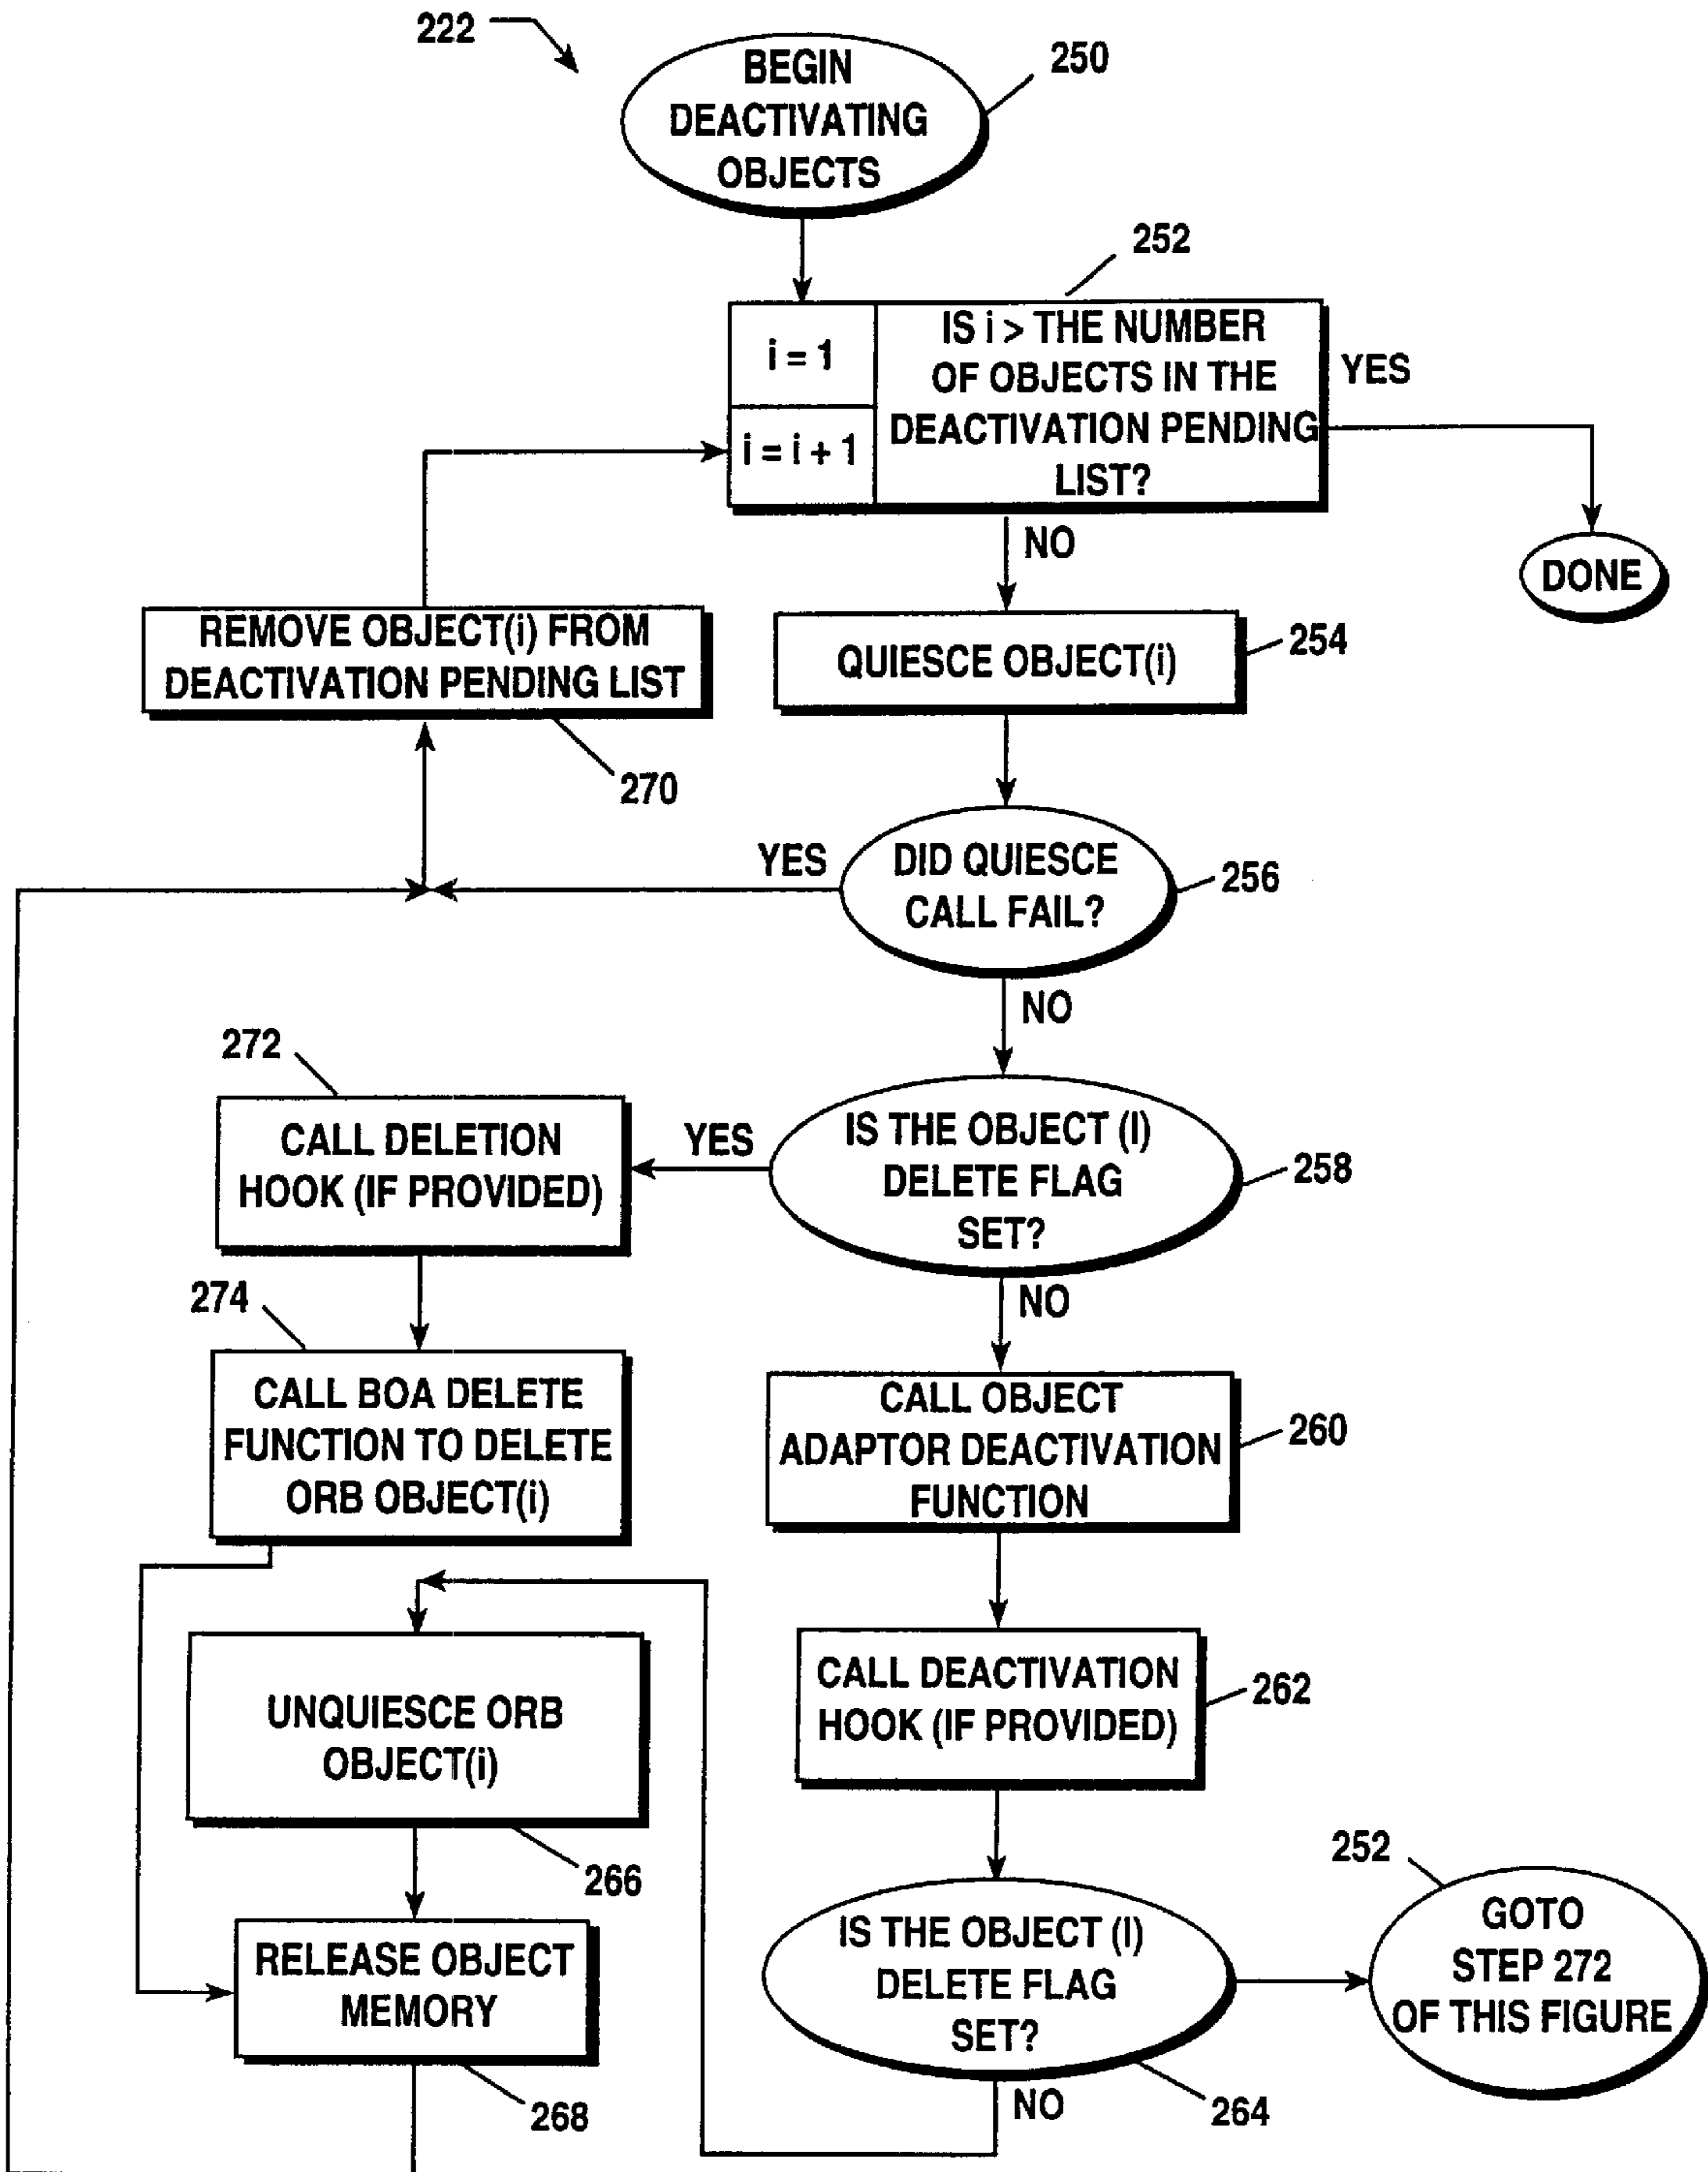 222
BEGIN
DEACTIVATING
OBJECTS
250
252
i = 1
i = i + 1
IS i > THE NUMBER
OF OBJECTS IN THE
DEACTIVATION PENDING
LIST?
YES
DONE
NO
REMOVE OBJECT(i) FROM
DEACTIVATION PENDING LIST
270
QUIESCE OBJECT(i)
254
YES
DID QUIESCE
CALL FAIL?
256
NO
272
CALL DELETION
HOOK (IF PROVIDED)
YES
IS THE OBJECT (I)
DELETE FLAG
SET?
258
NO
274
CALL BOA DELETE
FUNCTION TO DELETE
ORB OBJECT(i)
CALL OBJECT
ADAPTOR DEACTIVATION
FUNCTION
260
UNQUIESCE ORB
OBJECT(i)
266
CALL DEACTIVATION
HOOK (IF PROVIDED)
262
RELEASE OBJECT
MEMORY
268
IS THE OBJECT (I)
DELETE FLAG
SET?
264
NO
252
GOTO
STEP 272
OF THIS FIGURE